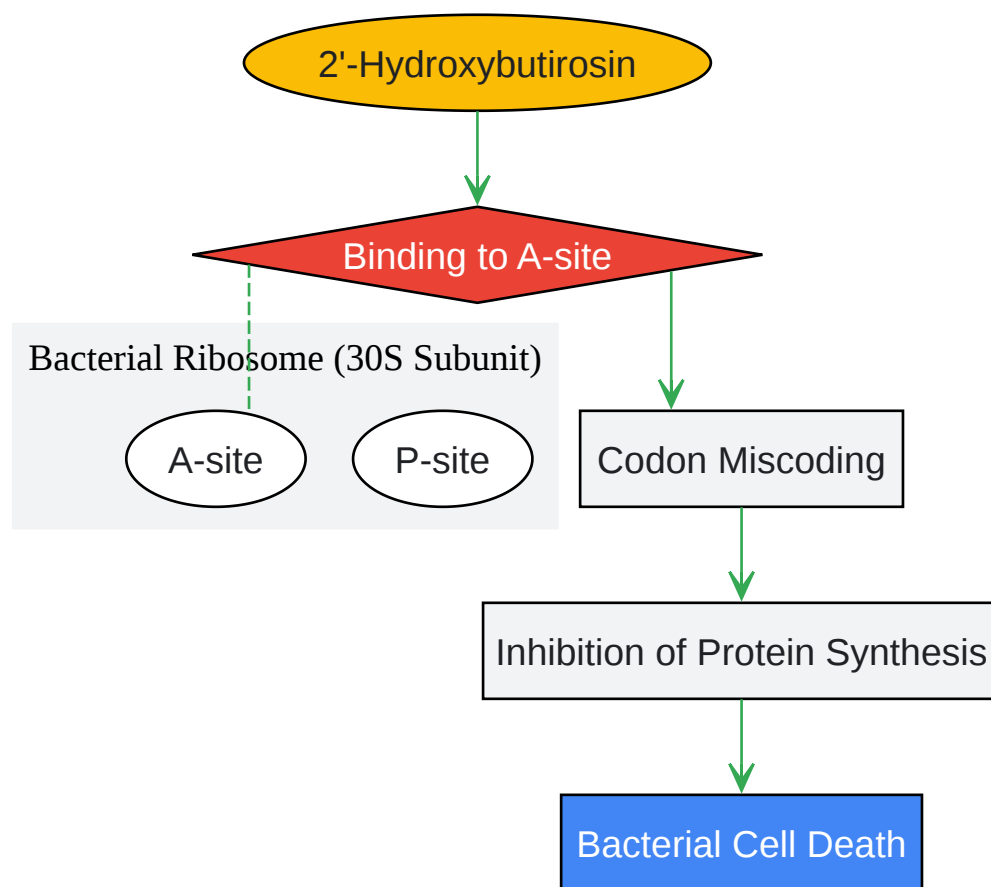 2'-Hydroxybutirosin
Binding to A-site
Bacterial Ribosome (30S Subunit)
A-site
P-site
Codon Miscoding
Inhibition of Protein Synthesis
Bacterial Cell Death